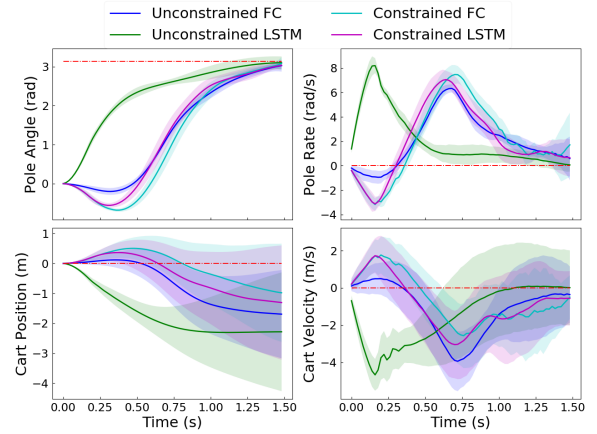 Unconstrained FC
Constrained FC
Unconstrained LSTM
Constrained LSTM
Pole Angle (rad)
3
2
1
0
Pole Rate (rad/s)
8
6
4
2
0
−2
−4
Cart Position (m)
1
0
−1
−2
−3
−4
0.00 0.25 0.50 0.75 1.00 1.25 1.50
Time (s)
Cart Velocity (m/s)
2
0
−2
−4
0.00 0.25 0.50 0.75 1.00 1.25 1.50
Time (s)